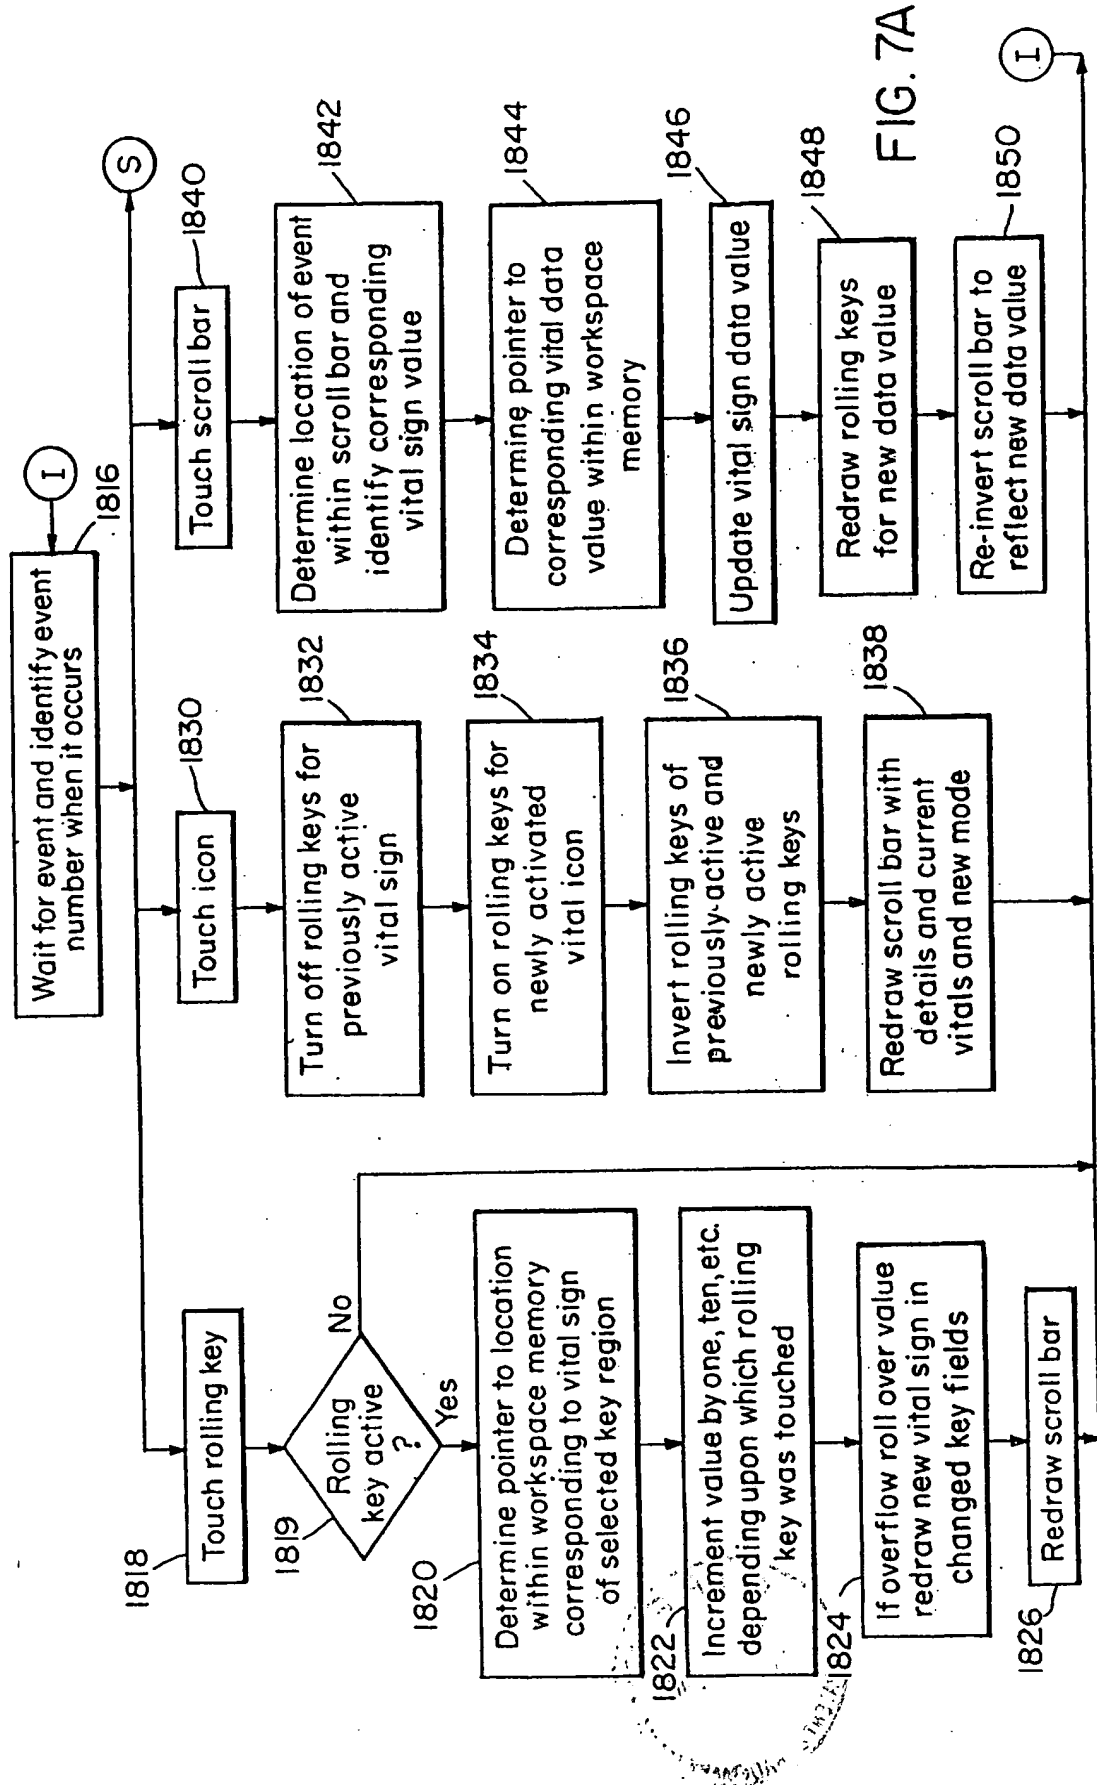 Wait for event and identify event
number when it occurs
I
1816
S
Touch rolling key
1818
Rolling
key active
?
1819
No
Yes
Determine pointer to location
within workspace memory
corresponding to vital sign
of selected key region
1820
Increment value by one, ten, etc.
depending upon which rolling
key was touched
1822
If overflow roll over value
redraw new vital sign in
changed key fields
1824
Redraw scroll bar
1826
Touch icon
1830
Turn off rolling keys for
previously active
vital sign
1832
Turn on rolling keys for
newly activated
vital icon
1834
Invert rolling keys of
previously-active and
newly active
rolling keys
1836
Redraw scroll bar with
details and current
vitals and new mode
1838
Touch scroll bar
1840
Determine location of event
within scroll bar and
identify corresponding
vital sign value
1842
Determine pointer to
corresponding vital data
value within workspace
memory
1844
Update vital sign data value
1846
Redraw rolling keys
for new data value
1848
Re-invert scroll bar to
reflect new data value
1850
I
FIG. 7A